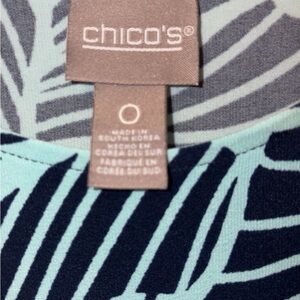 chico's®
0
MADE IN
SOUTH KOREA
HECHO EN
COREA DEL SUR
FABRIQUÉ EN
CORÉE DU SUD